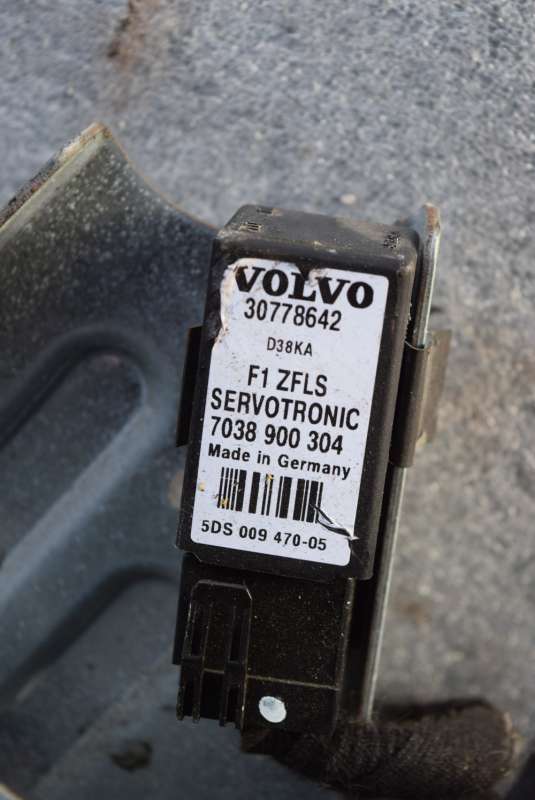 VOLVO
30778642
D38KA
F1 ZFLS
SERVOTRONIC
7038 900 304
Made in Germany
5DS 009 470-05